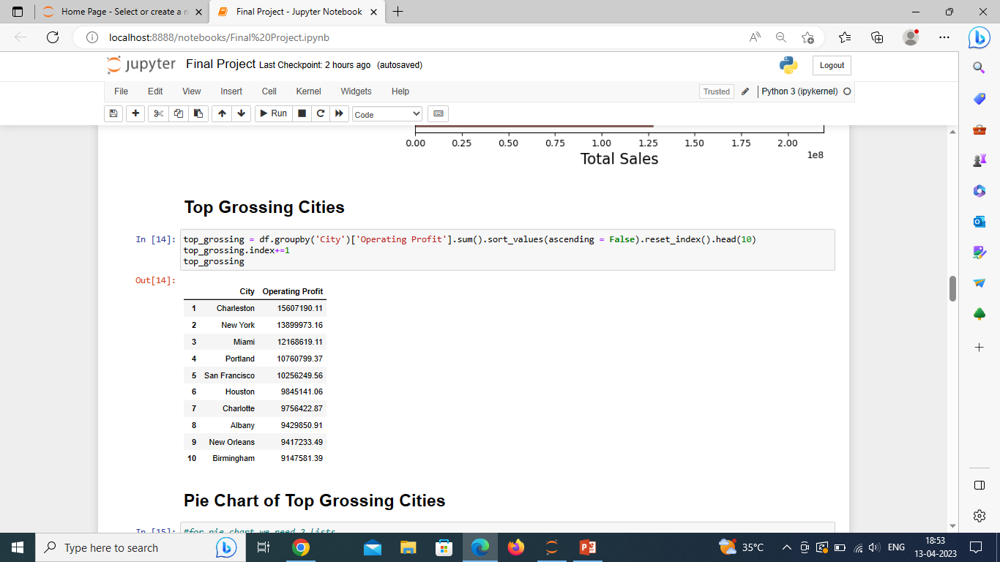 Home Page - Select or create a n
Final Project - Jupyter Notebook
localhost:8888/notebooks/Final%20Project.ipynb
jupyter
Final Project Last Checkpoint: 2 hours ago (autosaved)
Logout
File Edit View Insert Cell Kernel Widgets Help
Trusted
Python 3 (ipykernel)
Run
Code
0.00 0.25 0.50 0.75 1.00 1.25 1.50 1.75 2.00
1e8
Total Sales
Top Grossing Cities
In [14]: top_grossing = df.groupby('City')['Operating Profit'].sum().sort_values(ascending = False).reset_index().head(10)
top_grossing.index+=1
top_grossing
Out[14]:
City Operating Profit
1 Charleston 15607190.11
2 New York 13899973.16
3 Miami 12168619.11
4 Portland 10760799.37
5 San Francisco 10256249.56
6 Houston 9845141.06
7 Charlotte 9756422.87
8 Albany 9429850.91
9 New Orleans 9417233.49
10 Birmingham 9147581.39
Pie Chart of Top Grossing Cities
In [15]: #for pie chart we need 2 lists
Type here to search
35°C
ENG
18:53
13-04-2023